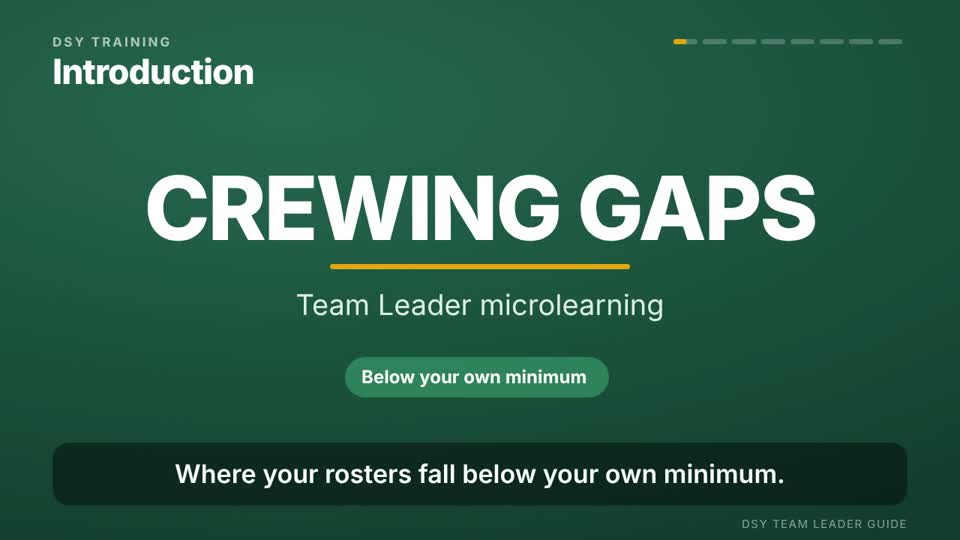 DSY TRAINING
Introduction
CREWING GAPS
Team Leader microlearning
Below your own minimum
Where your rosters fall below your own minimum.
DSY TEAM LEADER GUIDE